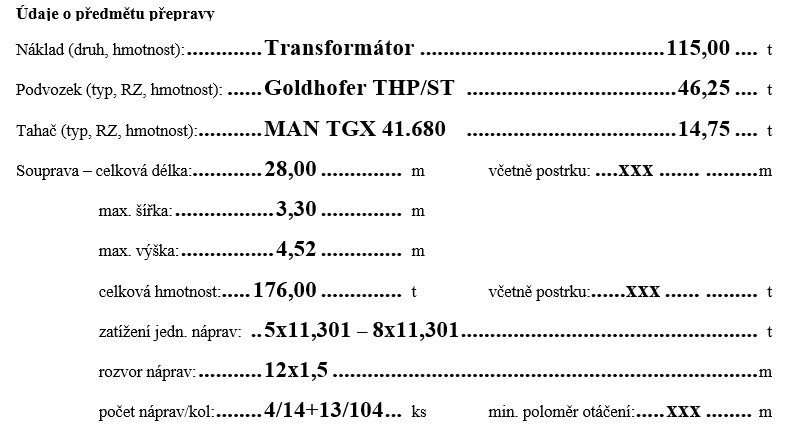 Údaje o předmětu přepravy
Náklad (druh, hmotnost):.............Transformátor ..........................................115,00 .... t
Podvozek (typ, RZ, hmotnost): ......Goldhofer THP/ST ....................................46,25 .... t
Tahač (typ, RZ, hmotnost):...........MAN TGX 41.680 ....................................14,75 .... t
Souprava – celková délka:............28,00 .............. m včetně postrku: ....xxx ....... .........m
max. šířka:.................3,30 .............. m
max. výška:................4,52 .............. m
celková hmotnost:.....176,00 .............. t včetně postrku:......xxx ...... ......... t
zatížení jedn. náprav: ..5x11,301 – 8x11,301.................................................... t
rozvor náprav:...........12x1,5 ..........................................................................m
počet náprav/kol:........4/14+13/104... ks min. poloměr otáčení:.....xxx ........ m